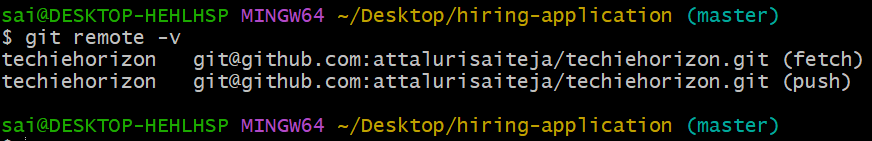 sai@DESKTOP-HEHLHSP MINGW64 ~/Desktop/hiring-application (master)
$ git remote -v
techiehorizon   git@github.com:attalurisaiteja/techiehorizon.git (fetch)
techiehorizon   git@github.com:attalurisaiteja/techiehorizon.git (push)
sai@DESKTOP-HEHLHSP MINGW64 ~/Desktop/hiring-application (master)